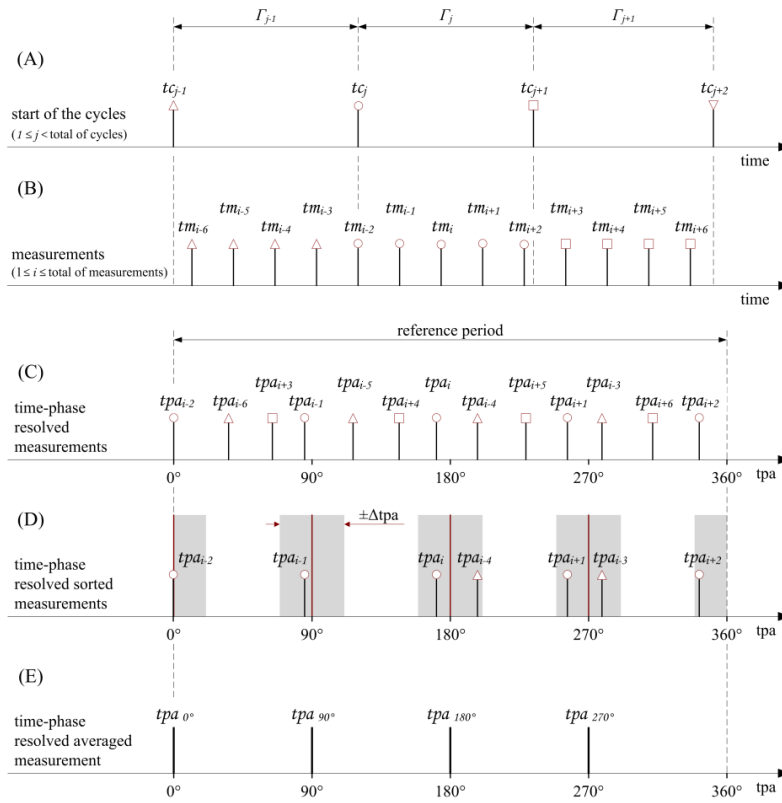 Γj-1 Γj Γj+1
(A)
tcj-1 tcj tcj+1 tcj+2
start of the cycles
(1 ≤ j < total of cycles)
time
(B)
tmi-6 tmi-5 tmi-4 tmi-3 tmi-2 tmi-1 tmi tmi+1 tmi+2 tmi+3 tmi+4 tmi+5 tmi+6
measurements
(1≤ i ≤ total of measurements)
time
reference period
(C)
tpai-2 tpai-6 tpai+3 tpai-1 tpai-5 tpai+4 tpai tpai-4 tpai+5 tpai+1 tpai-3 tpai+6 tpai+2
time-phase
resolved
measurements
0° 90° 180° 270° 360° tpa
(D)
±Δtpa
tpai-2 tpai-1 tpai tpai-4 tpai+1 tpai-3 tpai+2
time-phase
resolved sorted
measurements
0° 90° 180° 270° 360° tpa
(E)
tpa 0° tpa 90° tpa 180° tpa 270°
time-phase
resolved averaged
measurement
0° 90° 180° 270° 360°